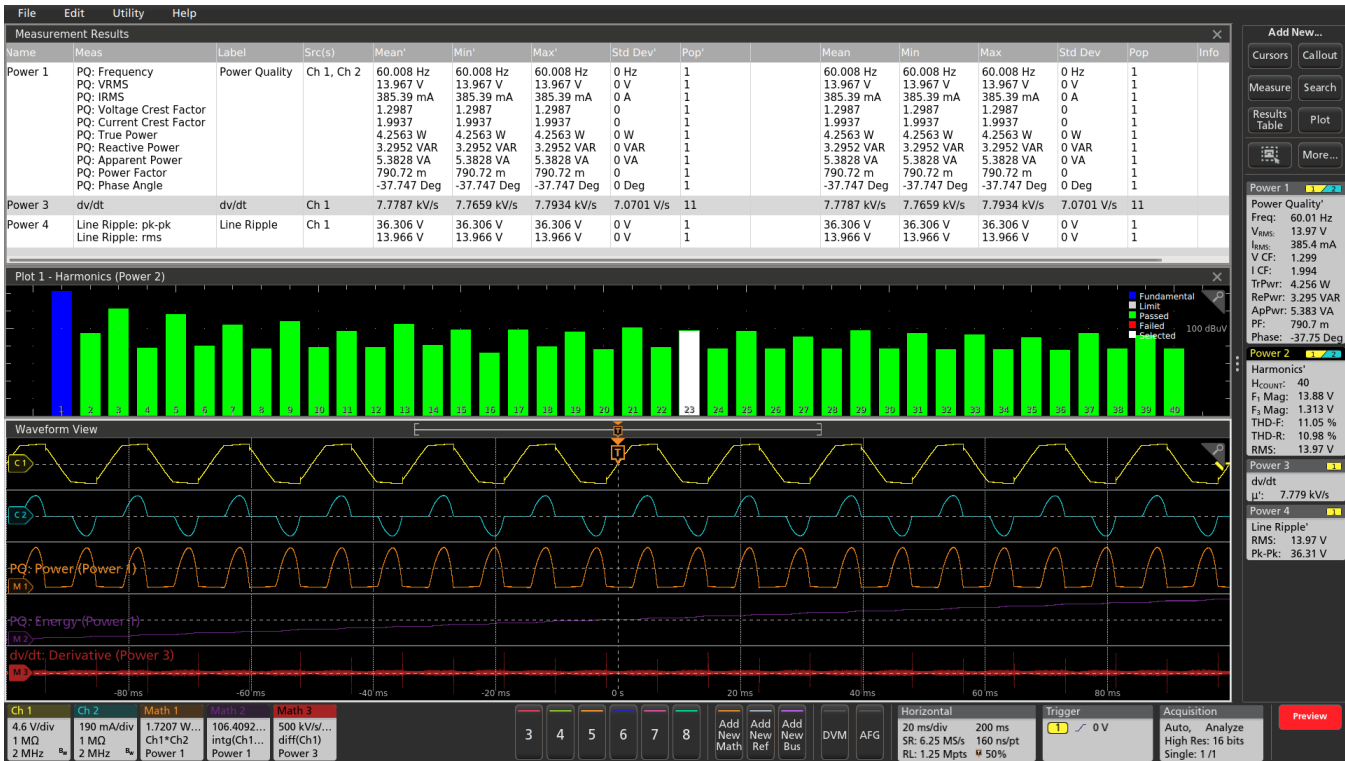 File Edit Utility Help
Measurement Results
Name Meas Label Src(s) Mean' Min' Max' Std Dev' Pop' Mean Min Max Std Dev Pop Info
Power 1 PQ: Frequency Power Quality Ch 1, Ch 2 60.008 Hz 60.008 Hz 60.008 Hz 0 Hz 1 60.008 Hz 60.008 Hz 60.008 Hz 0 Hz 1
PQ: VRMS 13.967 V 13.967 V 13.967 V 0 V 1 13.967 V 13.967 V 13.967 V 0 V 1
PQ: IRMS 385.39 mA 385.39 mA 385.39 mA 0 A 1 385.39 mA 385.39 mA 385.39 mA 0 A 1
PQ: Voltage Crest Factor 1.2987 1.2987 1.2987 0 1 1.2987 1.2987 1.2987 0 1
PQ: Current Crest Factor 1.9937 1.9937 1.9937 0 1 1.9937 1.9937 1.9937 0 1
PQ: True Power 4.2563 W 4.2563 W 4.2563 W 0 W 1 4.2563 W 4.2563 W 4.2563 W 0 W 1
PQ: Reactive Power 3.2952 VAR 3.2952 VAR 3.2952 VAR 0 VAR 1 3.2952 VAR 3.2952 VAR 3.2952 VAR 0 VAR 1
PQ: Apparent Power 5.3828 VA 5.3828 VA 5.3828 VA 0 VA 1 5.3828 VA 5.3828 VA 5.3828 VA 0 VA 1
PQ: Power Factor 790.72 m 790.72 m 790.72 m 0 1 790.72 m 790.72 m 790.72 m 0 1
PQ: Phase Angle -37.747 Deg -37.747 Deg -37.747 Deg 0 Deg 1 -37.747 Deg -37.747 Deg -37.747 Deg 0 Deg 1
Power 3 dv/dt dv/dt Ch 1 7.7787 kV/s 7.7659 kV/s 7.7934 kV/s 7.0701 V/s 11 7.7787 kV/s 7.7659 kV/s 7.7934 kV/s 7.0701 V/s 11
Power 4 Line Ripple: pk-pk Line Ripple Ch 1 36.306 V 36.306 V 36.306 V 0 V 1 36.306 V 36.306 V 36.306 V 0 V 1
Line Ripple: rms 13.966 V 13.966 V 13.966 V 0 V 1 13.966 V 13.966 V 13.966 V 0 V 1
Plot 1 - Harmonics (Power 2)
Fundamental
Limit
Passed
Failed
Selected
100 dBuV
1 2 3 4 5 6 7 8 9 10 11 12 13 14 15 16 17 18 19 20 21 22 23 24 25 26 27 28 29 30 31 32 33 34 35 36 37 38 39 40
Waveform View
T
T
C 1
C 2
PQ: Power (Power 1)
M 1
PQ: Energy (Power 1)
M 2
dv/dt: Derivative (Power 3)
M 3
-80 ms -60 ms -40 ms -20 ms 0 s 20 ms 40 ms 60 ms 80 ms
Ch 1
4.6 V/div
1 MΩ
2 MHz Bw
Ch 2
190 mA/div
1 MΩ
2 MHz Bw
Math 1
1.7207 W...
Ch1*Ch2
Power 1
Math 2
106.4092...
intg(Ch1...
Power 1
Math 3
500 kV/s/...
diff(Ch1)
Power 3
3 4 5 6 7 8
Add New Math
Add New Ref
Add New Bus
DVM AFG
Horizontal
20 ms/div 200 ms
SR: 6.25 MS/s 160 ns/pt
RL: 1.25 Mpts 50%
Trigger
1 0 V
Acquisition
Auto, Analyze
High Res: 16 bits
Single: 1 /1
Preview
Add New...
Cursors Callout
Measure Search
Results Table Plot
More...
Power 1 1 2
Power Quality'
Freq: 60.01 Hz
VRMS: 13.97 V
IRMS: 385.4 mA
V CF: 1.299
I CF: 1.994
TrPwr: 4.256 W
RePwr: 3.295 VAR
ApPwr: 5.383 VA
PF: 790.7 m
Phase: -37.75 Deg
Power 2 1 2
Harmonics'
HCOUNT: 40
F₁ Mag: 13.88 V
F₃ Mag: 1.313 V
THD-F: 11.05 %
THD-R: 10.98 %
RMS: 13.97 V
Power 3 1
dv/dt
µ': 7.779 kV/s
Power 4 1
Line Ripple'
RMS: 13.97 V
Pk-Pk: 36.31 V